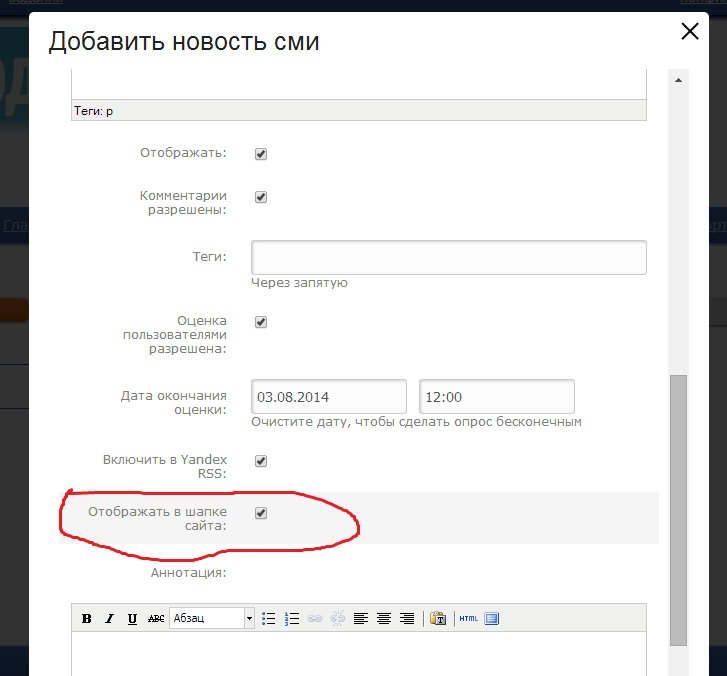 Добавить новость сми
Теги: p
Отображать:
Комментарии
разрешены:
Теги:
Через запятую
Оценка
пользователями
разрешена:
Дата окончания
оценки:
03.08.2014 12:00
Очистите дату, чтобы сделать опрос бесконечным
Включить в Yandex
RSS:
Отображать в шапке
сайта:
Аннотация:
B I U ABC Абзац HTML